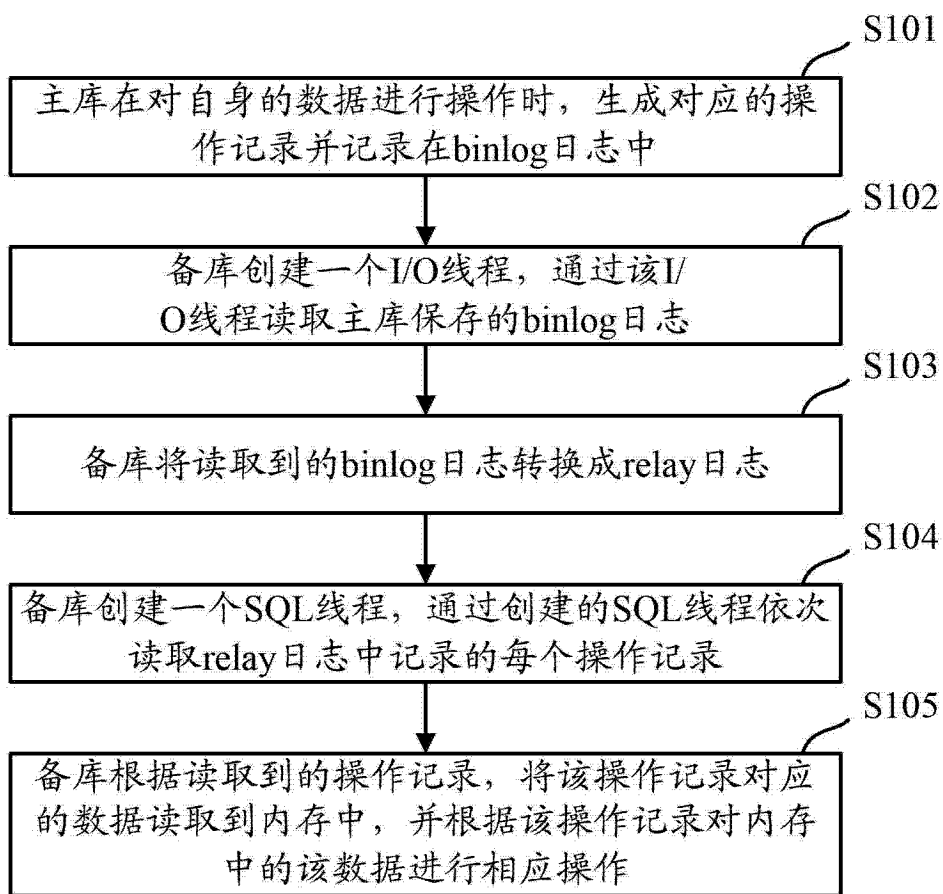 S101
主库在对自身的数据进行操作时，生成对应的操
作记录并记录在binlog日志中
S102
备库创建一个I/O线程，通过该I/
O线程读取主库保存的binlog日志
S103
备库将读取到的binlog日志转换成relay日志
S104
备库创建一个SQL线程，通过创建的SQL线程依次
读取relay日志中记录的每个操作记录
S105
备库根据读取到的操作记录，将该操作记录对应
的数据读取到内存中，并根据该操作记录对内存
中的该数据进行相应操作